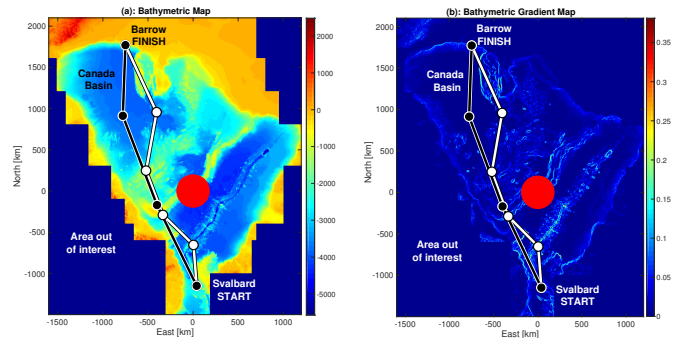 (a): Bathymetric Map
2000
1500
1000
500
0
-500
-1000
North [km]
-1500
-1000
-500
0
500
1000
East [km]
Barrow
FINISH
Canada
Basin
Area out
of interest
Svalbard
START
2000
1000
0
-1000
-2000
-3000
-4000
-5000
(b): Bathymetric Gradient Map
2000
1500
1000
500
0
-500
-1000
North [km]
-1500
-1000
-500
0
500
1000
East [km]
Barrow
FINISH
Canada
Basin
Area out
of interest
Svalbard
START
0.35
0.3
0.25
0.2
0.15
0.1
0.05
0